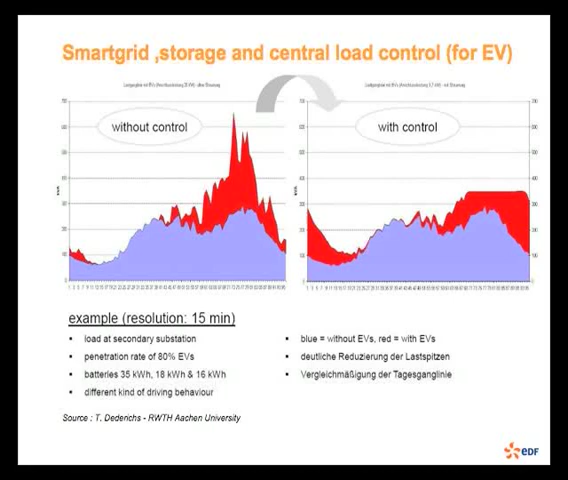 Smartgrid ,storage and central load control (for EV)
without control
with control
example (resolution: 15 min)
load at secondary substation
penetration rate of 80% EVs
batteries 35 kWh, 18 kWh & 16 kWh
different kind of driving behaviour
blue = without EVs, red = with EVs
deutliche Reduzierung der Lastspitzen
Vergleichmäßigung der Tagesganglinie
Source : T. Dederichs - RWTH Aachen University
eDF